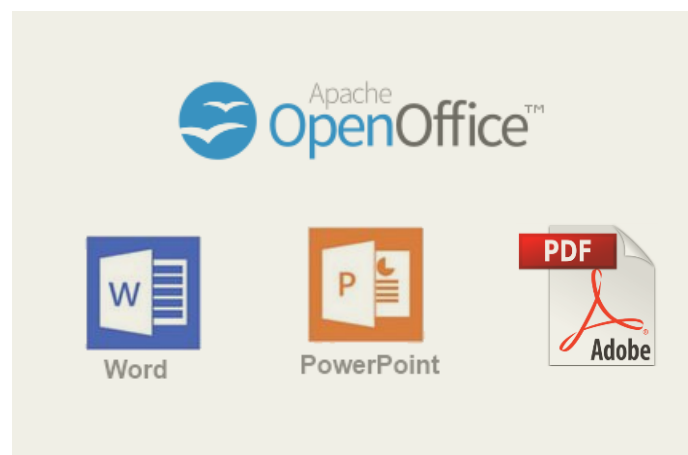 Apache
OpenOffice™
W
P
Word
PowerPoint
PDF
Adobe